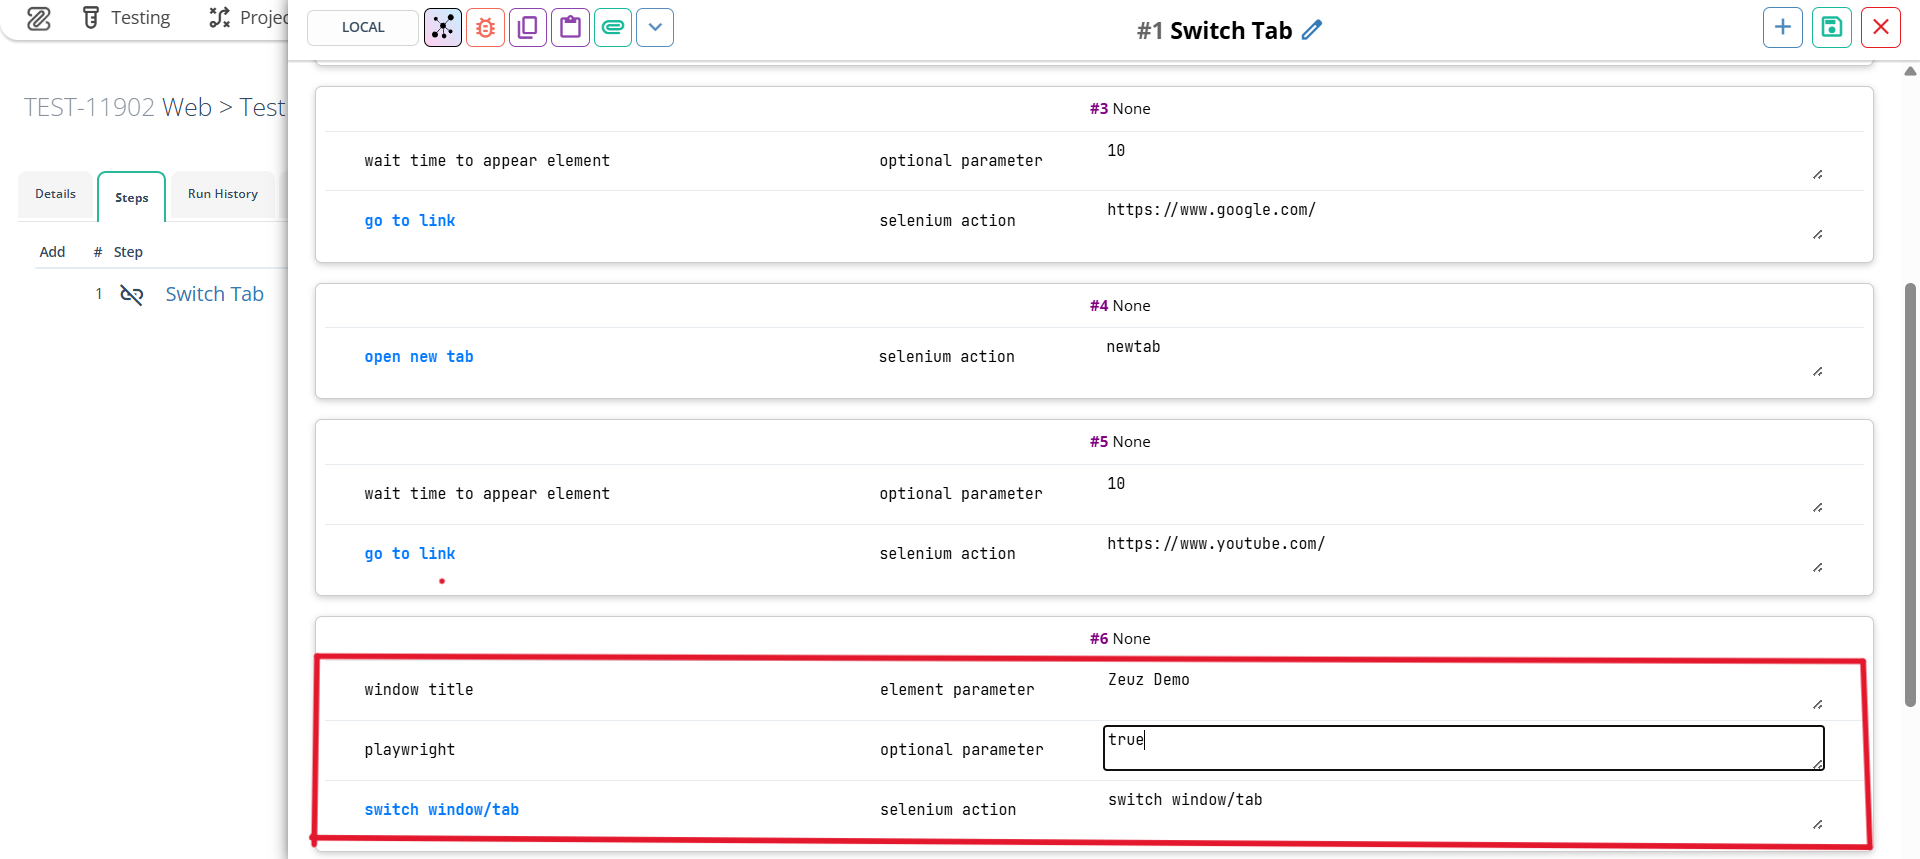 Testing
Projec
LOCAL
#1 Switch Tab
TEST-11902 Web > Test
Details
Steps
Run History
Add # Step
1 Switch Tab
#3 None
wait time to appear element optional parameter 10
go to link selenium action https://www.google.com/
#4 None
open new tab selenium action newtab
#5 None
wait time to appear element optional parameter 10
go to link selenium action https://www.youtube.com/
#6 None
window title element parameter Zeuz Demo
playwright optional parameter true
switch window/tab selenium action switch window/tab